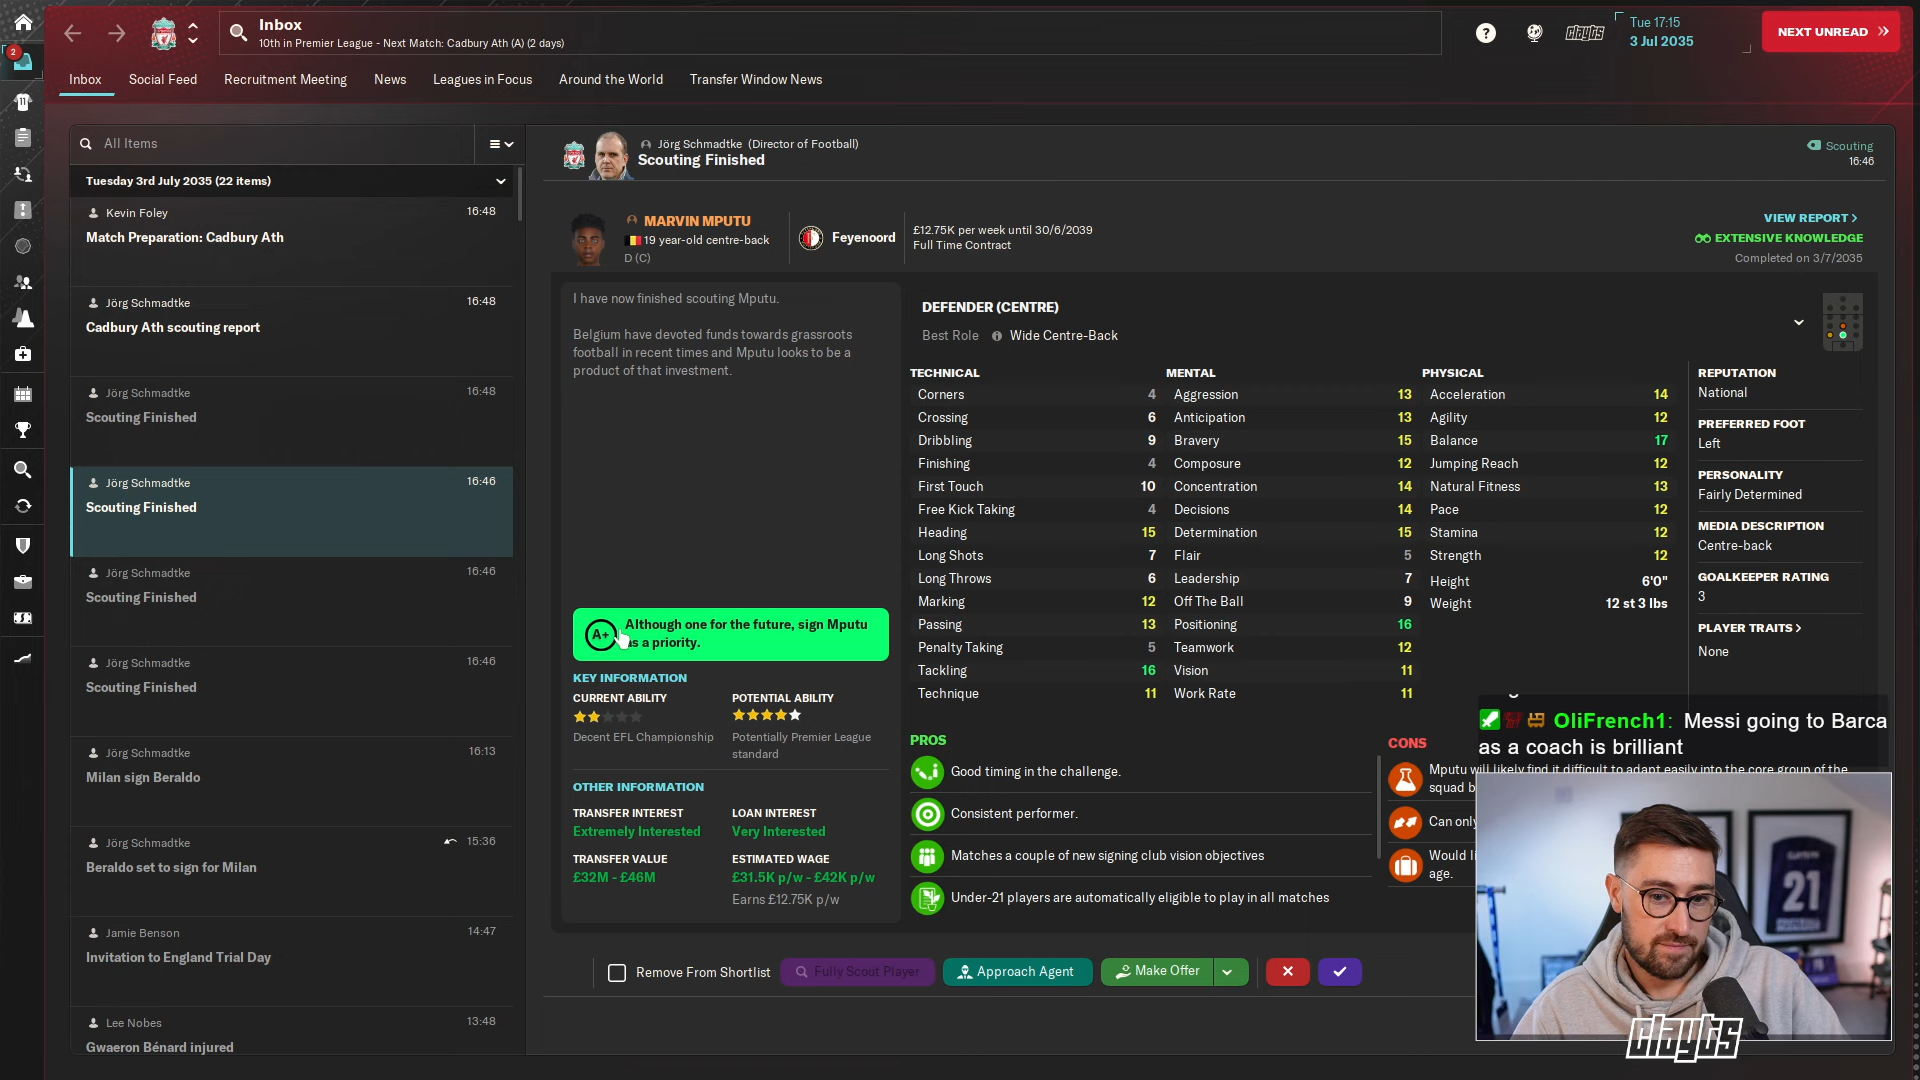 Inbox
10th in Premier League - Next Match: Cadbury Ath (A) (2 days)
claytis
Tue 17:15
3 Jul 2035
NEXT UNREAD
2
Inbox
Social Feed
Recruitment Meeting
News
Leagues in Focus
Around the World
Transfer Window News
All Items
Tuesday 3rd July 2035 (22 items)
Kevin Foley
16:48
Match Preparation: Cadbury Ath
Jörg Schmadtke
16:48
Cadbury Ath scouting report
Jörg Schmadtke
16:48
Scouting Finished
Jörg Schmadtke
16:46
Scouting Finished
Jörg Schmadtke
16:46
Scouting Finished
Jörg Schmadtke
16:46
Scouting Finished
Jörg Schmadtke
16:13
Milan sign Beraldo
Jörg Schmadtke
15:36
Beraldo set to sign for Milan
Jamie Benson
14:47
Invitation to England Trial Day
Lee Nobes
13:48
Gwaeron Bénard injured
Jörg Schmadtke (Director of Football)
Scouting Finished
Scouting
16:46
MARVIN MPUTU
19 year-old centre-back
D (C)
Feyenoord
£12.75K per week until 30/6/2039
Full Time Contract
VIEW REPORT >
EXTENSIVE KNOWLEDGE
Completed on 3/7/2035
I have now finished scouting Mputu.
Belgium have devoted funds towards grassroots
football in recent times and Mputu looks to be a
product of that investment.
A+
Although one for the future, sign Mputu
as a priority.
KEY INFORMATION
CURRENT ABILITY
Decent EFL Championship
POTENTIAL ABILITY
Potentially Premier League
standard
OTHER INFORMATION
TRANSFER INTEREST
Extremely Interested
LOAN INTEREST
Very Interested
TRANSFER VALUE
£32M - £46M
ESTIMATED WAGE
£31.5K p/w - £42K p/w
Earns £12.75K p/w
DEFENDER (CENTRE)
Best Role Wide Centre-Back
TECHNICAL
Corners 4
Crossing 6
Dribbling 9
Finishing 4
First Touch 10
Free Kick Taking 4
Heading 15
Long Shots 7
Long Throws 6
Marking 12
Passing 13
Penalty Taking 5
Tackling 16
Technique 11
MENTAL
Aggression 13
Anticipation 13
Bravery 15
Composure 12
Concentration 14
Decisions 14
Determination 15
Flair 5
Leadership 7
Off The Ball 9
Positioning 16
Teamwork 12
Vision 11
Work Rate 11
PHYSICAL
Acceleration 14
Agility 12
Balance 17
Jumping Reach 12
Natural Fitness 13
Pace 12
Stamina 12
Strength 12
Height 6'0"
Weight 12 st 3 lbs
REPUTATION
National
PREFERRED FOOT
Left
PERSONALITY
Fairly Determined
MEDIA DESCRIPTION
Centre-back
GOALKEEPER RATING
3
PLAYER TRAITS >
None
PROS
Good timing in the challenge.
Consistent performer.
Matches a couple of new signing club vision objectives
Under-21 players are automatically eligible to play in all matches
CONS
Mputu will likely find it difficult to adapt easily into the core group of the
squad b
Can only
Would li
age.
OliFrench1: Messi going to Barca
as a coach is brilliant
21
Remove From Shortlist
Fully Scout Player
Approach Agent
Make Offer